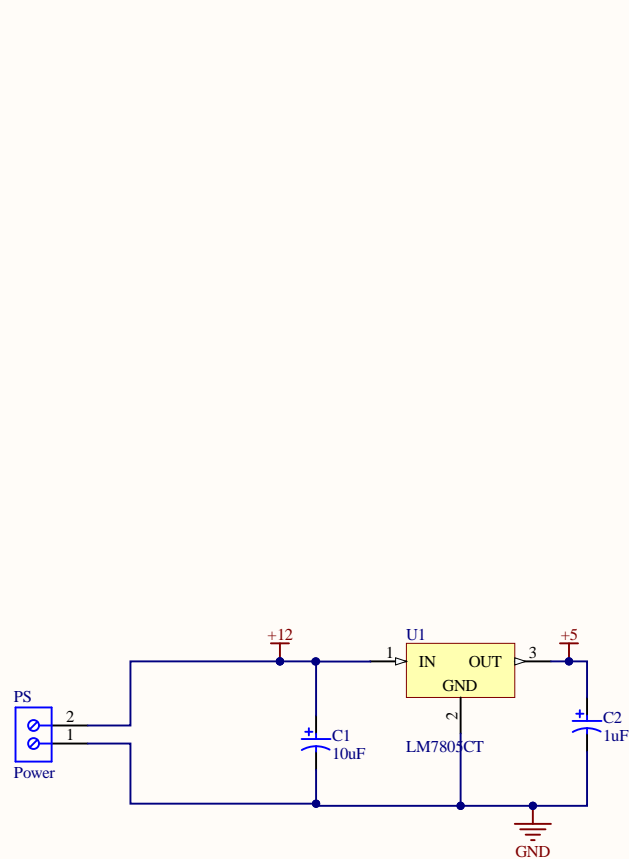 +12
U1
+5
1
IN
OUT
3
GND
2
PS
2
1
Power
C1
10uF
LM7805CT
C2
1uF
GND